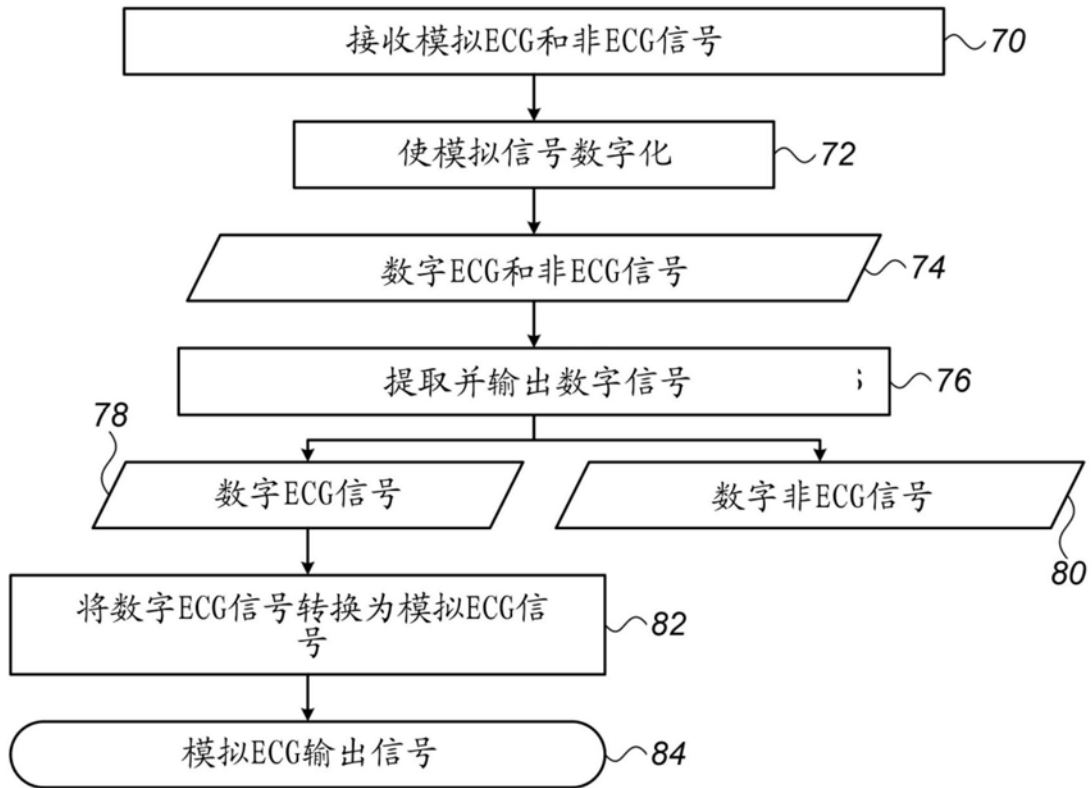 接收模拟ECG和非ECG信号
70
使模拟信号数字化
72
数字ECG和非ECG信号
74
提取并输出数字信号
76
78
数字ECG信号
数字非ECG信号
80
将数字ECG信号转换为模拟ECG信
号
82
模拟ECG输出信号
84